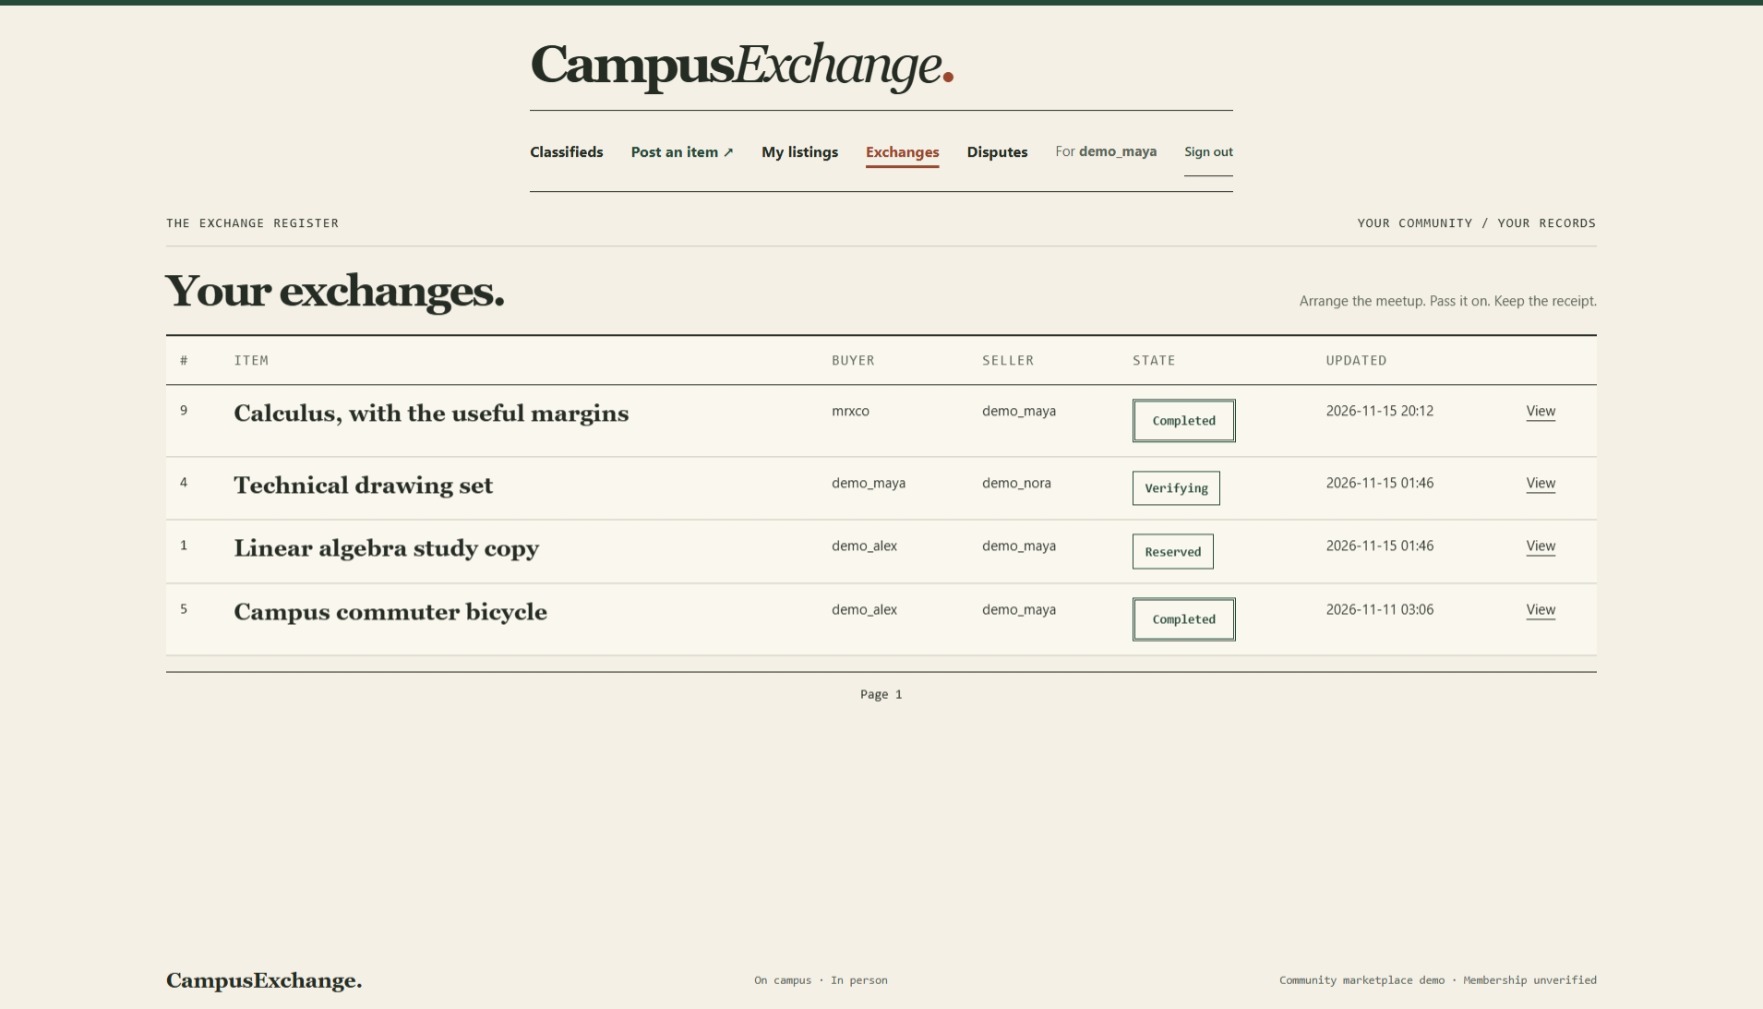 CampusExchange.
Classifieds Post an item ↗ My listings Exchanges Disputes For demo_maya Sign out
THE EXCHANGE REGISTER YOUR COMMUNITY / YOUR RECORDS
Your exchanges. Arrange the meetup. Pass it on. Keep the receipt.
# ITEM BUYER SELLER STATE UPDATED
9 Calculus, with the useful margins mrxco demo_maya Completed 2026-11-15 20:12 View
4 Technical drawing set demo_maya demo_nora Verifying 2026-11-15 01:46 View
1 Linear algebra study copy demo_alex demo_maya Reserved 2026-11-15 01:46 View
5 Campus commuter bicycle demo_alex demo_maya Completed 2026-11-11 03:06 View
Page 1
CampusExchange. On campus · In person Community marketplace demo · Membership unverified